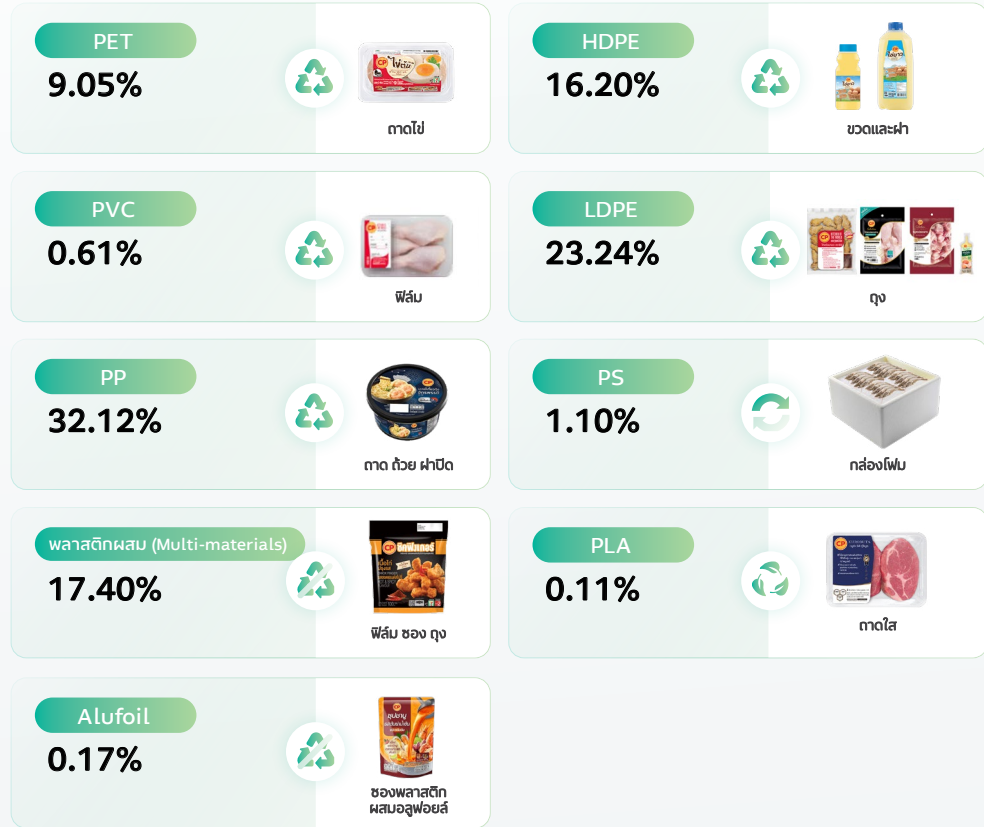 PET
9.05%
ถาดไข่
HDPE
16.20%
ขวดและฝา
PVC
0.61%
ฟิล์ม
LDPE
23.24%
ถุง
PP
32.12%
ถาด ถ้วย ฝาปิด
PS
1.10%
กล่องโฟม
พลาสติกผสม (Multi-materials)
17.40%
CP
ฟิล์ม ซอง ถุง
PLA
0.11%
CP
ถาดใส
Alufoil
0.17%
ซองพลาสติก
ผสมอลูฟอยล์